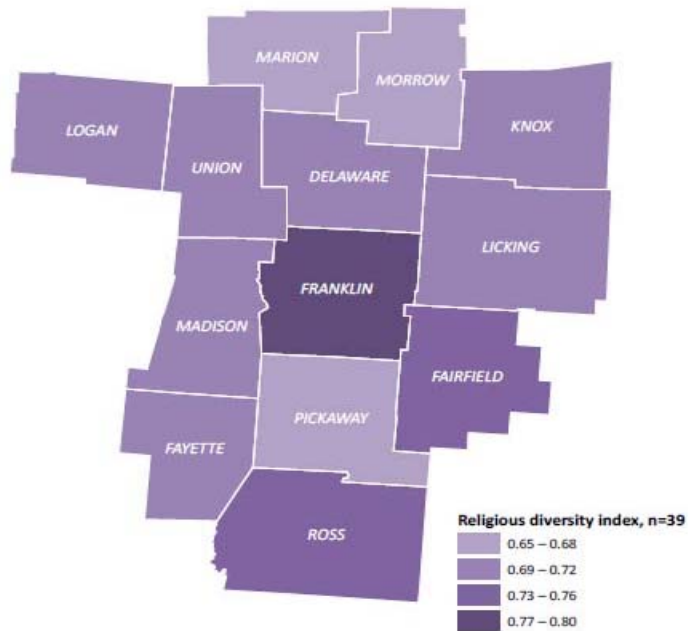 MARION
MORROW
LOGAN
KNOX
UNION
DELAWARE
LICKING
FRANKLIN
MADISON
FAIRFIELD
PICKAWAY
FAYETTE
ROSS
Religious diversity index, n=39
0.65 – 0.68
0.69 – 0.72
0.73 – 0.76
0.77 – 0.80